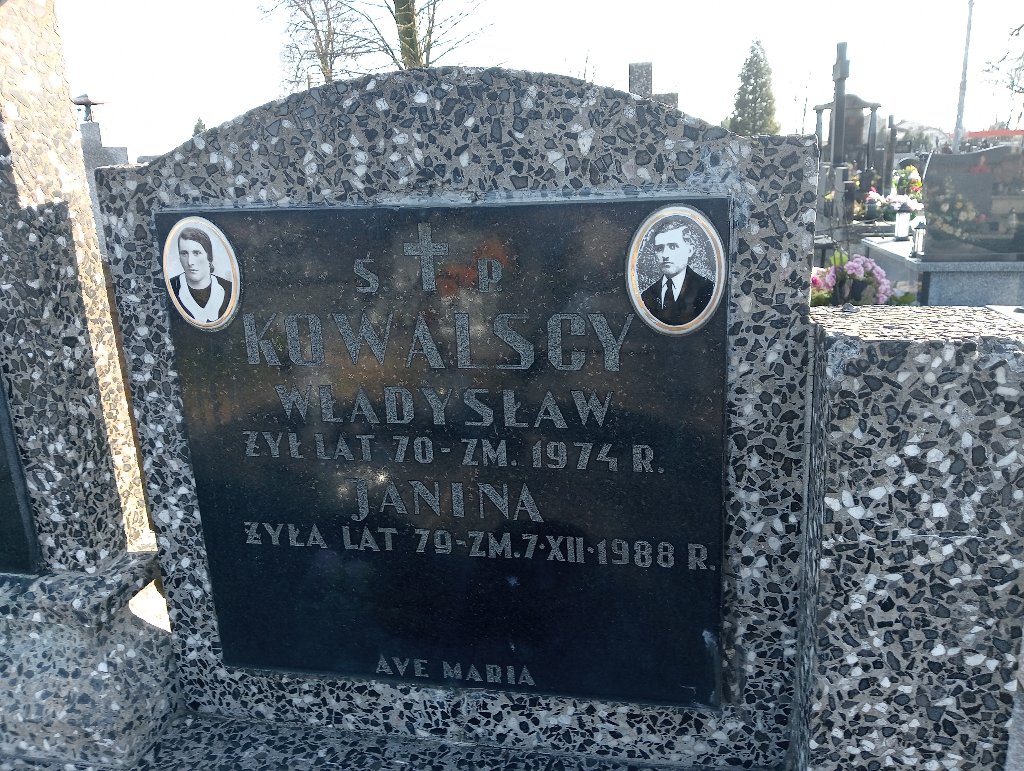 Ś P
KOWALSCY
WŁADYSŁAW
ŻYŁ LAT 70-ZM. 1974 R.
JANINA
ŻYŁA LAT 79-ZM. 7·XII·1988 R.
AVE MARIA